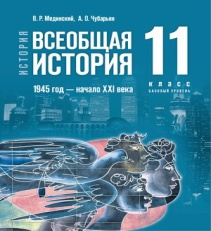 В. Р. Мединский, А. О. Чубарьян
ИСТОРИЯ
ВСЕОБЩАЯ
ИСТОРИЯ
1945 год — начало XXI века
11
КЛАСС
БАЗОВЫЙ УРОВЕНЬ